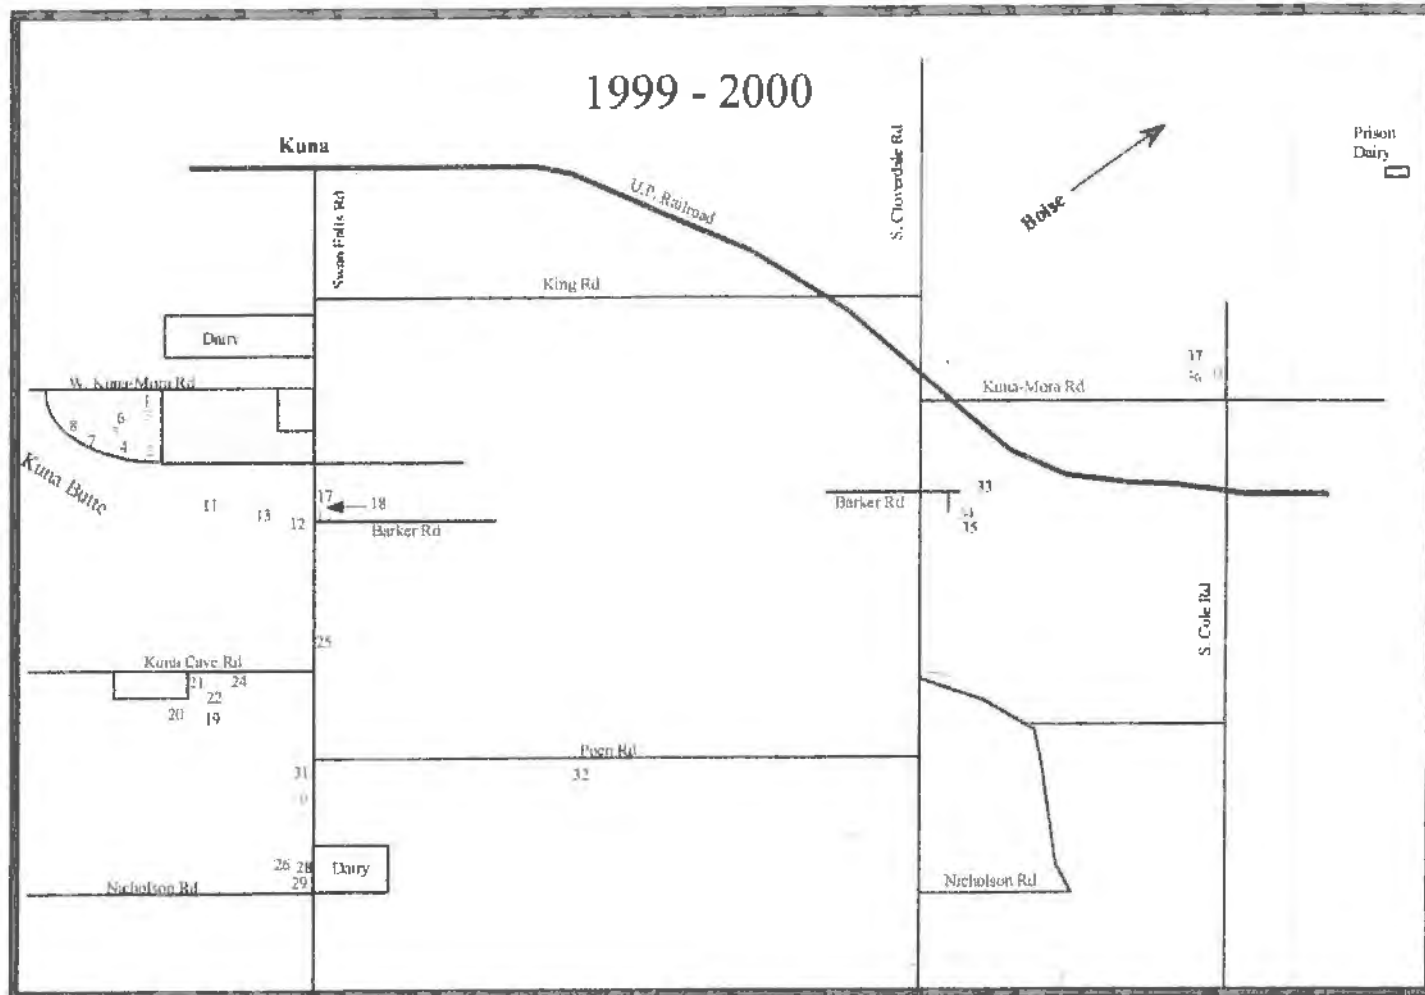 1999 - 2000
Kuna
Swan Falls Rd
U.P. Railroad
S. Cloverdale Rd
Boise
Prison
Dairy
King Rd
Dairy
W. Kuna-Mora Rd
Kuna-Mora Rd
37
6
8
7
4
Kuna Butte
11
13
12
17
18
Barker Rd
Barker Rd
33
35
S. Cole Rd
25
Kuna Cave Rd
21
24
22
20
19
Poen Rd
31
32
26
28
29
Dairy
Nicholson Rd
Nicholson Rd